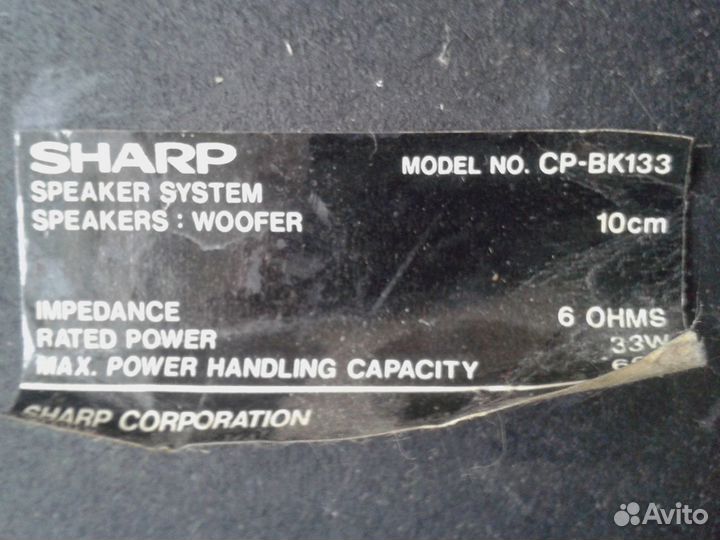 SHARP MODEL NO. CP-BK133
SPEAKER SYSTEM
SPEAKERS : WOOFER 10cm
IMPEDANCE 6 OHMS
RATED POWER 33W
MAX. POWER HANDLING CAPACITY
SHARP CORPORATION
Avito